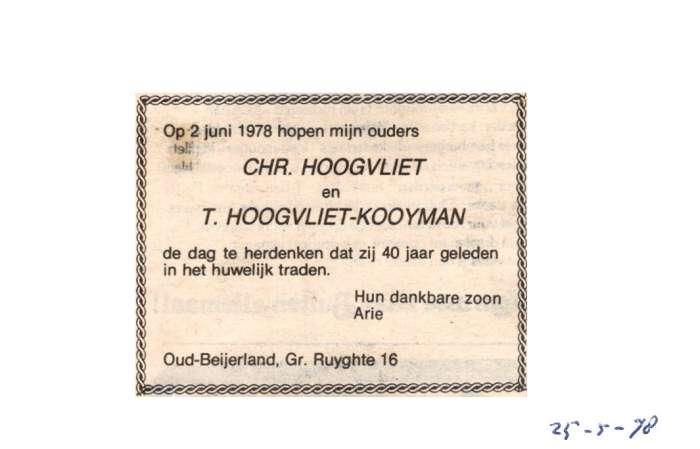 Op 2 juni 1978 hopen mijn ouders
CHR. HOOGVLIET
en
T. HOOGVLIET-KOOYMAN
de dag te herdenken dat zij 40 jaar geleden
in het huwelijk traden.
Hun dankbare zoon
Arie
Oud-Beijerland, Gr. Ruyghte 16
25-5-78